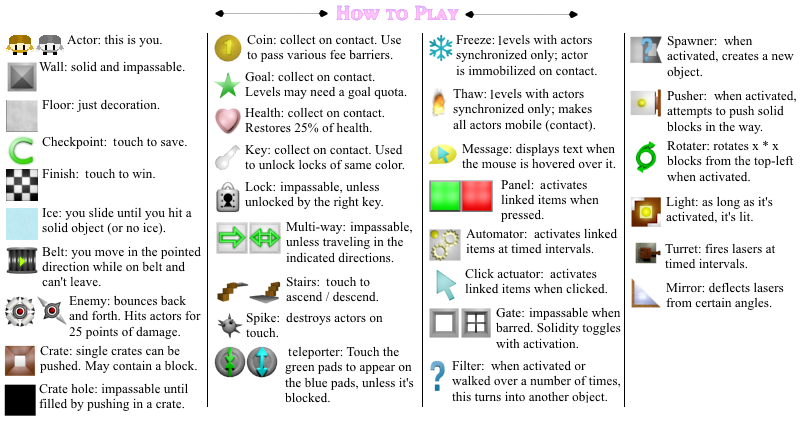 How to Play
Actor: this is you.
Wall: solid and impassable.
Floor: just decoration.
Checkpoint: touch to save.
Finish: touch to win.
Ice: you slide until you hit a
solid object (or no ice).
Belt: you move in the pointed
direction while on belt and
can't leave.
Enemy: bounces back
and forth. Hits actors for
25 points of damage.
Crate: single crates can be
pushed. May contain a block.
Crate hole: impassable until
filled by pushing in a crate.
Coin: collect on contact. Use
to pass various fee barriers.
Goal: collect on contact.
Levels may need a goal quota.
Health: collect on contact.
Restores 25% of health.
Key: collect on contact. Used
to unlock locks of same color.
Lock: impassable, unless
unlocked by the right key.
Multi-way: impassable,
unless traveling in the
indicated directions.
Stairs: touch to
ascend / descend.
Spike: destroys actors on
touch.
teleporter: Touch the
green pads to appear on
the blue pads, unless it's
blocked.
Freeze: levels with actors
synchronized only; actor
is immobilized on contact.
Thaw: levels with actors
synchronized only; makes
all actors mobile (contact).
Message: displays text when
the mouse is hovered over it.
Panel: activates
linked items when
pressed.
Automator: activates linked
items at timed intervals.
Click actuator: activates
linked items when clicked.
Gate: impassable when
barred. Solidity toggles
with activation.
Filter: when activated or
walked over a number of times,
this turns into another object.
Spawner: when
activated, creates a new
object.
Pusher: when activated,
attempts to push solid
blocks in the way.
Rotater: rotates x * x
blocks from the top-left
when activated.
Light: as long as it's
activated, it's lit.
Turret: fires lasers at
timed intervals.
Mirror: deflects lasers
from certain angles.